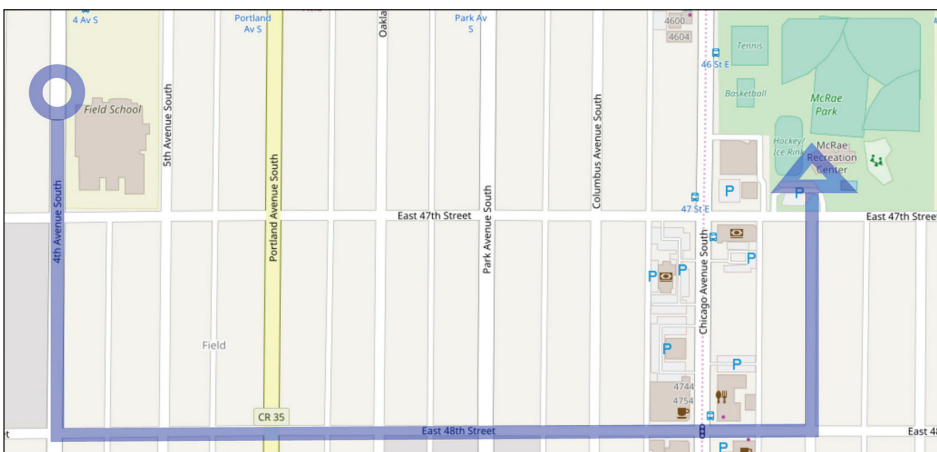 4 Av S
Portland
Av S
Oakla
Park Av
S
4600
4604
46 St E
Tennis
Basketball
McRae
Park
Field School
5th Avenue South
Columbus Avenue South
Hockey/
Ice Rink
McRae
Recreation
Center
P
P
4th Avenue South
Portland Avenue South
Park Avenue South
47 St E
East 47th Street
East 47th Street
Chicago Avenue South
P
P
P
Field
P
P
4744
4754
CR 35
et
East 48th Street
East 48
P